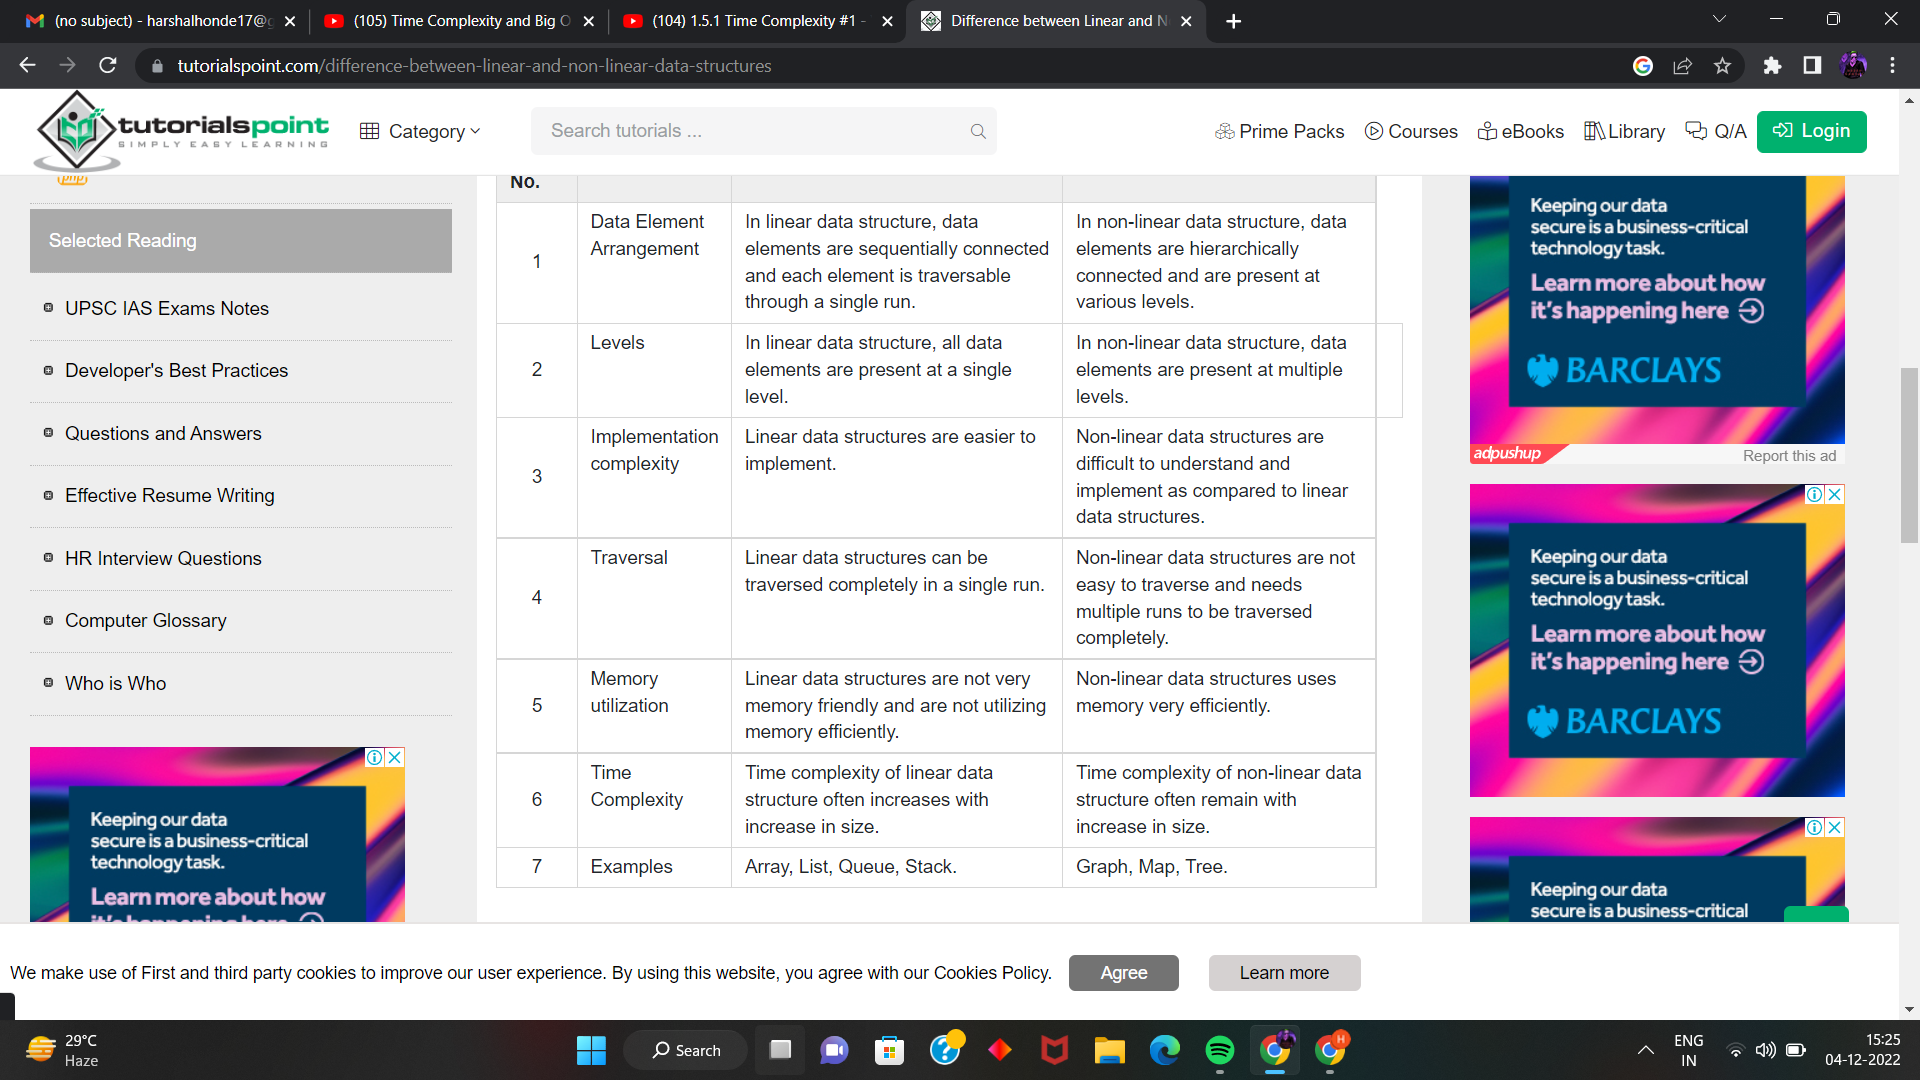 (no subject) - harshalhonde17@g
(105) Time Complexity and Big O
(104) 1.5.1 Time Complexity #1 -
Difference between Linear and N
tutorialspoint.com/difference-between-linear-and-non-linear-data-structures
tutorialspoint
SIMPLY EASY LEARNING
Category
Search tutorials ...
Prime Packs
Courses
eBooks
Library
Q/A
Login
php
Selected Reading
UPSC IAS Exams Notes
Developer's Best Practices
Questions and Answers
Effective Resume Writing
HR Interview Questions
Computer Glossary
Who is Who
Keeping our data
secure is a business-critical
technology task.
Learn more about how
it's happening here
No.
1
Data Element
Arrangement
In linear data structure, data
elements are sequentially connected
and each element is traversable
through a single run.
In non-linear data structure, data
elements are hierarchically
connected and are present at
various levels.
2
Levels
In linear data structure, all data
elements are present at a single
level.
In non-linear data structure, data
elements are present at multiple
levels.
3
Implementation
complexity
Linear data structures are easier to
implement.
Non-linear data structures are
difficult to understand and
implement as compared to linear
data structures.
4
Traversal
Linear data structures can be
traversed completely in a single run.
Non-linear data structures are not
easy to traverse and needs
multiple runs to be traversed
completely.
5
Memory
utilization
Linear data structures are not very
memory friendly and are not utilizing
memory efficiently.
Non-linear data structures uses
memory very efficiently.
6
Time
Complexity
Time complexity of linear data
structure often increases with
increase in size.
Time complexity of non-linear data
structure often remain with
increase in size.
7
Examples
Array, List, Queue, Stack.
Graph, Map, Tree.
Keeping our data
secure is a business-critical
technology task.
Learn more about how
it's happening here
BARCLAYS
adpushup
Report this ad
Keeping our data
secure is a business-critical
technology task.
Learn more about how
it's happening here
BARCLAYS
Keeping our data
secure is a business-critical
We make use of First and third party cookies to improve our user experience. By using this website, you agree with our Cookies Policy.
Agree
Learn more
29°C
Haze
Search
H
ENG
IN
15:25
04-12-2022